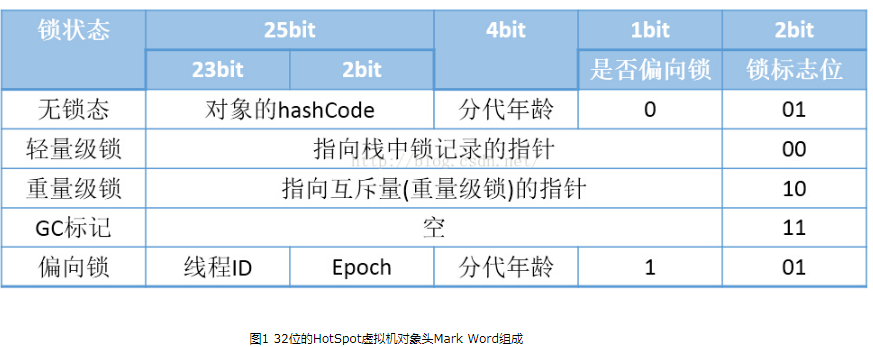 锁状态 25bit 4bit 1bit 2bit
23bit 2bit 是否偏向锁 锁标志位
无锁态 对象的hashCode 分代年龄 0 01
轻量级锁 指向栈中锁记录的指针 00
http://blog.csdn.net/
重量级锁 指向互斥量(重量级锁)的指针 10
GC标记 空 11
偏向锁 线程ID Epoch 分代年龄 1 01
图1 32位的HotSpot虚拟机对象头Mark Word组成